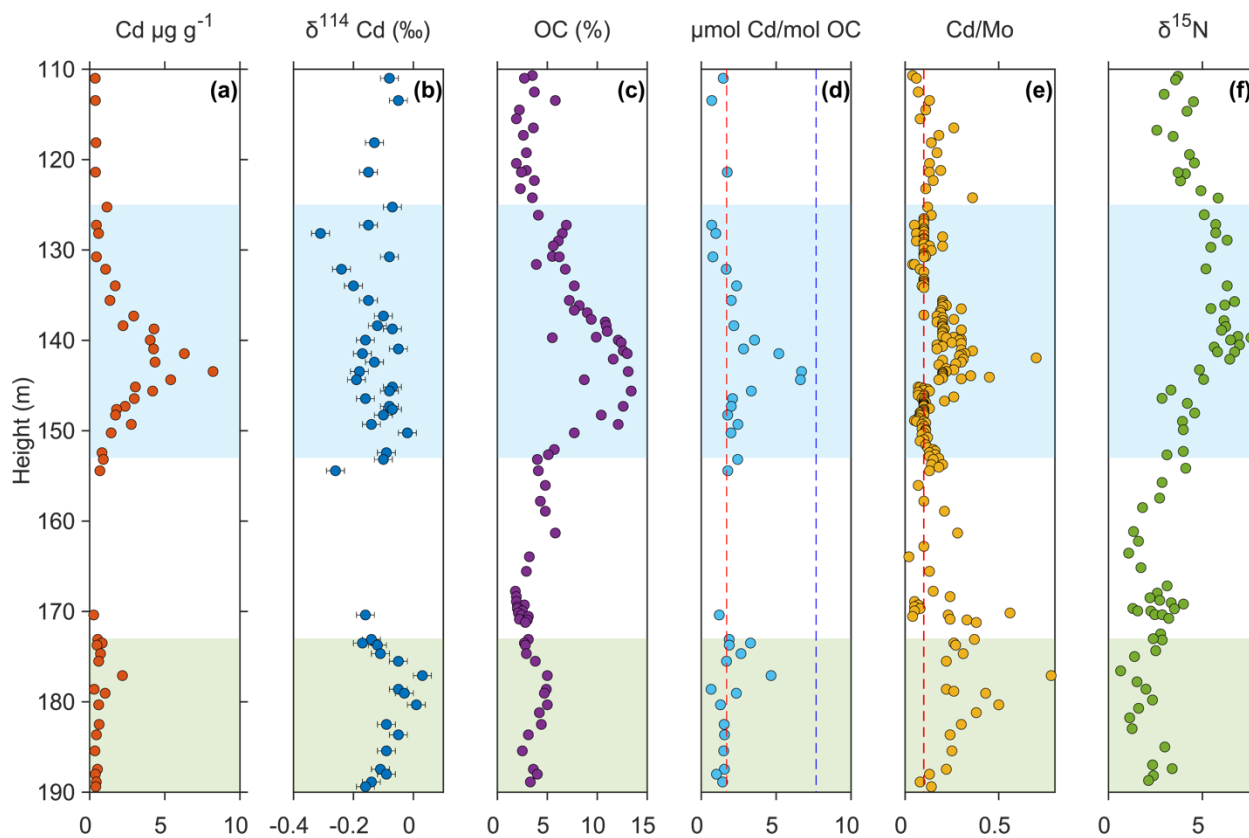 Cd µg g⁻¹ δ¹¹⁴ Cd (‰) OC (%) µmol Cd/mol OC Cd/Mo δ¹⁵N
(a) (b) (c) (d) (e) (f)
110
120
130
140
150
160
170
180
190
Height (m)
0 5 10 -0.4 -0.2 0 0 5 10 15 0 5 10 0 0.5 0 5